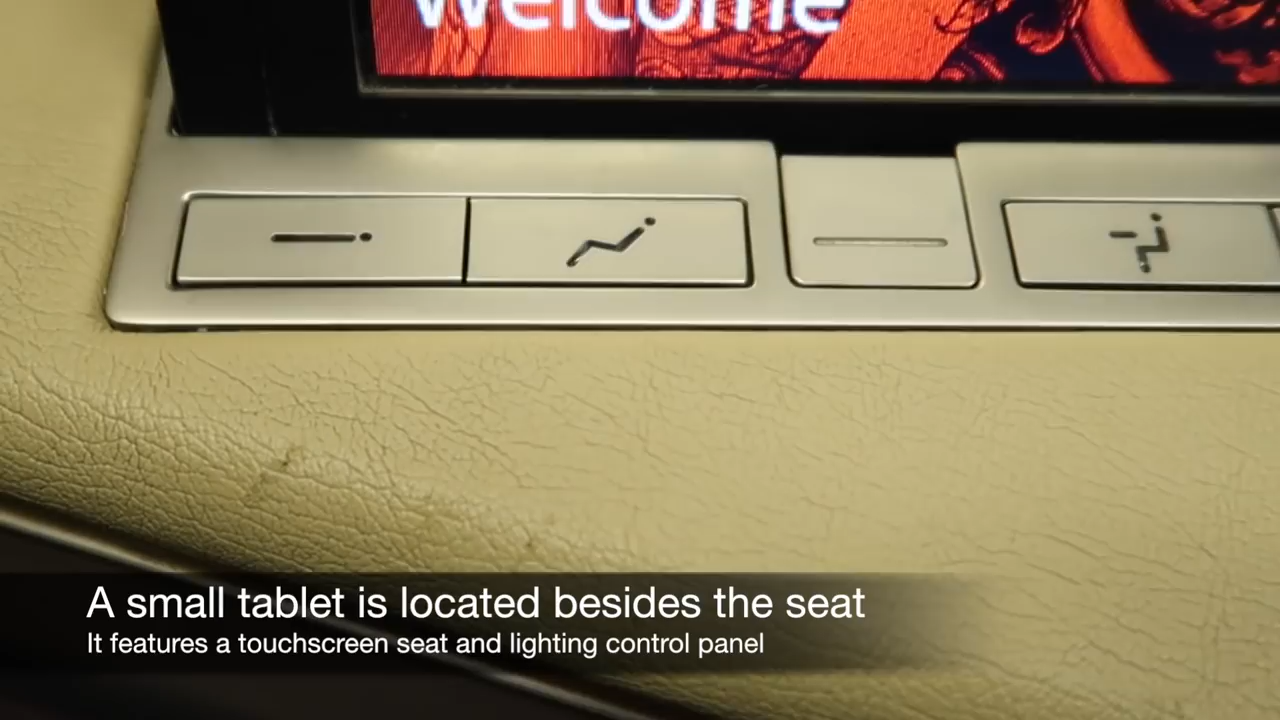 Welcome
A small tablet is located besides the seat
It features a touchscreen seat and lighting control panel